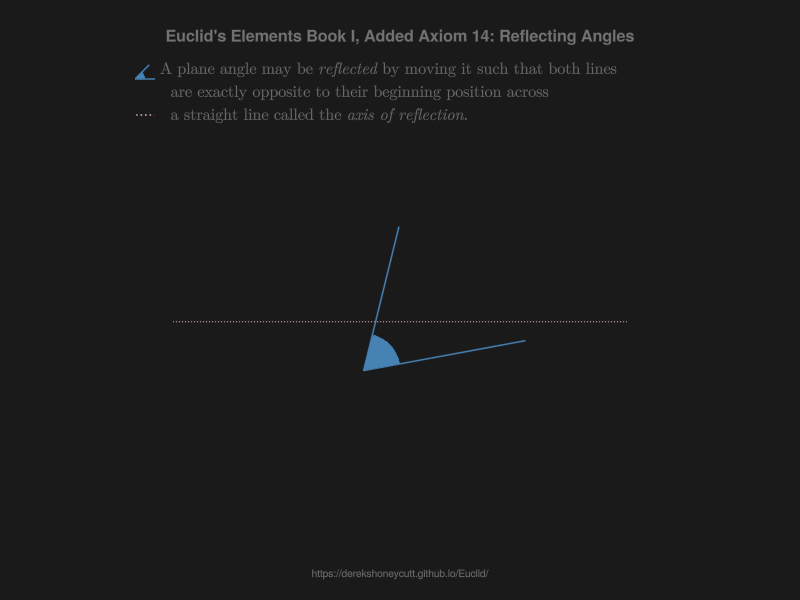 Euclid's Elements Book I, Added Axiom 14: Reflecting Angles
A plane angle may be reflected by moving it such that both lines
are exactly opposite to their beginning position across
a straight line called the axis of reflection.
https://derekshoneycutt.github.io/Euclid/